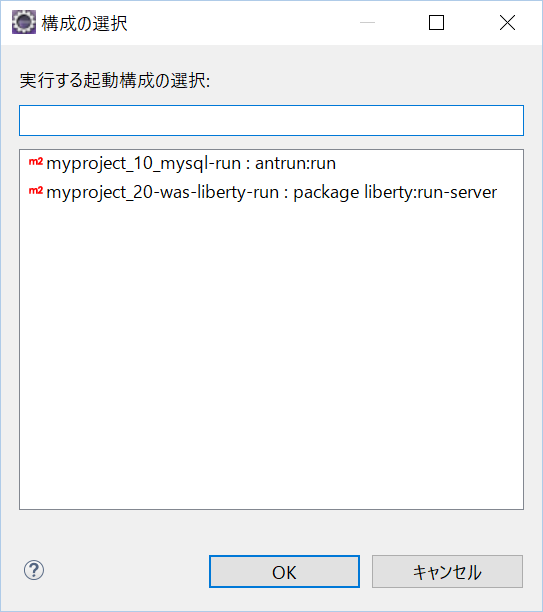 構成の選択
実行する起動構成の選択:
m2 myproject_10_mysql-run : antrun:run
m2 myproject_20-was-liberty-run : package liberty:run-server
?
OK
キャンセル